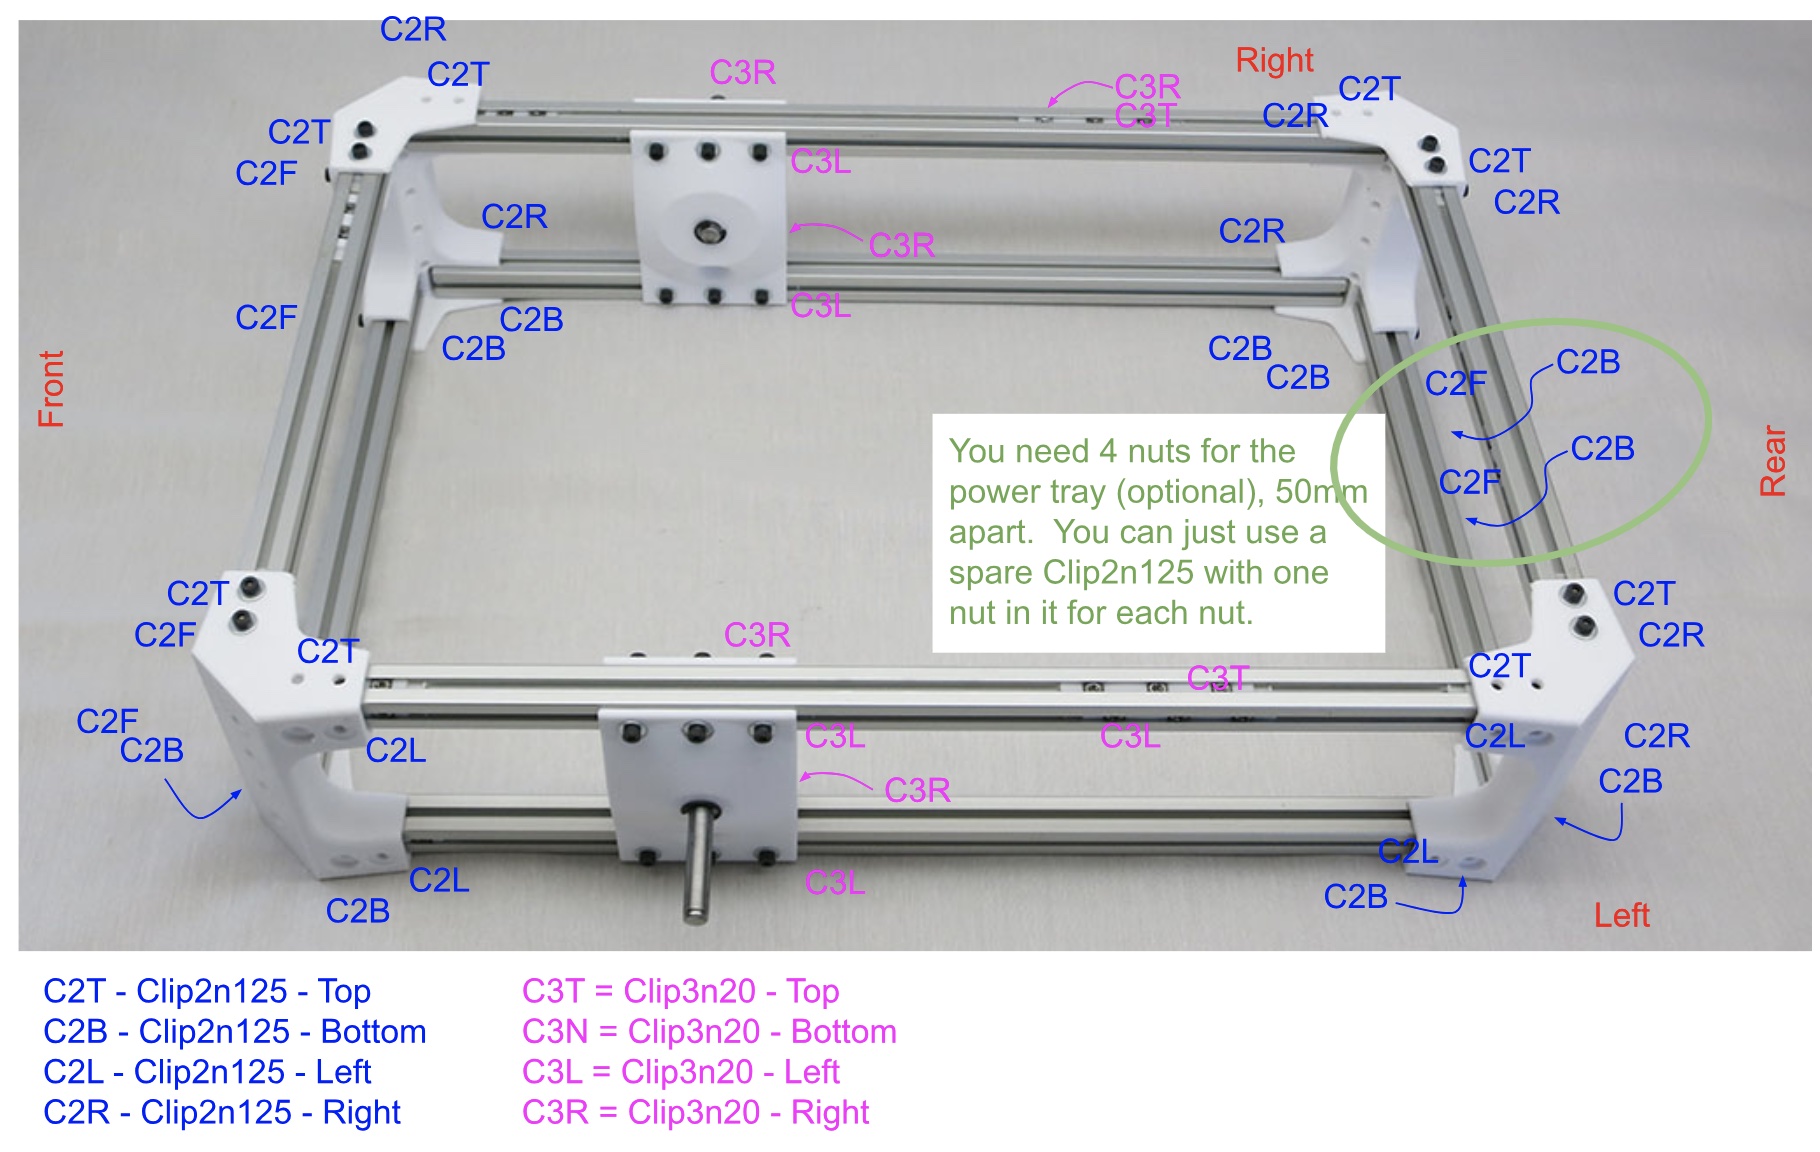 C2R
C2T
C3R
Right
C3R
C2T
C3T
C2R
C2T
C2F
C3L
C2T
C2R
C2R
C3R
C2R
C2F
C2B
C2B
C3L
C2B
C2B
Front
C2F
C2B
C2F
C2B
Rear
You need 4 nuts for the
power tray (optional), 50mm
apart. You can just use a
spare Clip2n125 with one
nut in it for each nut.
C2T
C2F
C2T
C3R
C3T
C2T
C2T
C2R
C2F
C2B
C2L
C3L
C3L
C2L
C2R
C2B
C3R
C2L
C2B
C3L
C2L
C2B
Left
C2T - Clip2n125 - Top
C2B - Clip2n125 - Bottom
C2L - Clip2n125 - Left
C2R - Clip2n125 - Right
C3T = Clip3n20 - Top
C3N = Clip3n20 - Bottom
C3L = Clip3n20 - Left
C3R = Clip3n20 - Right